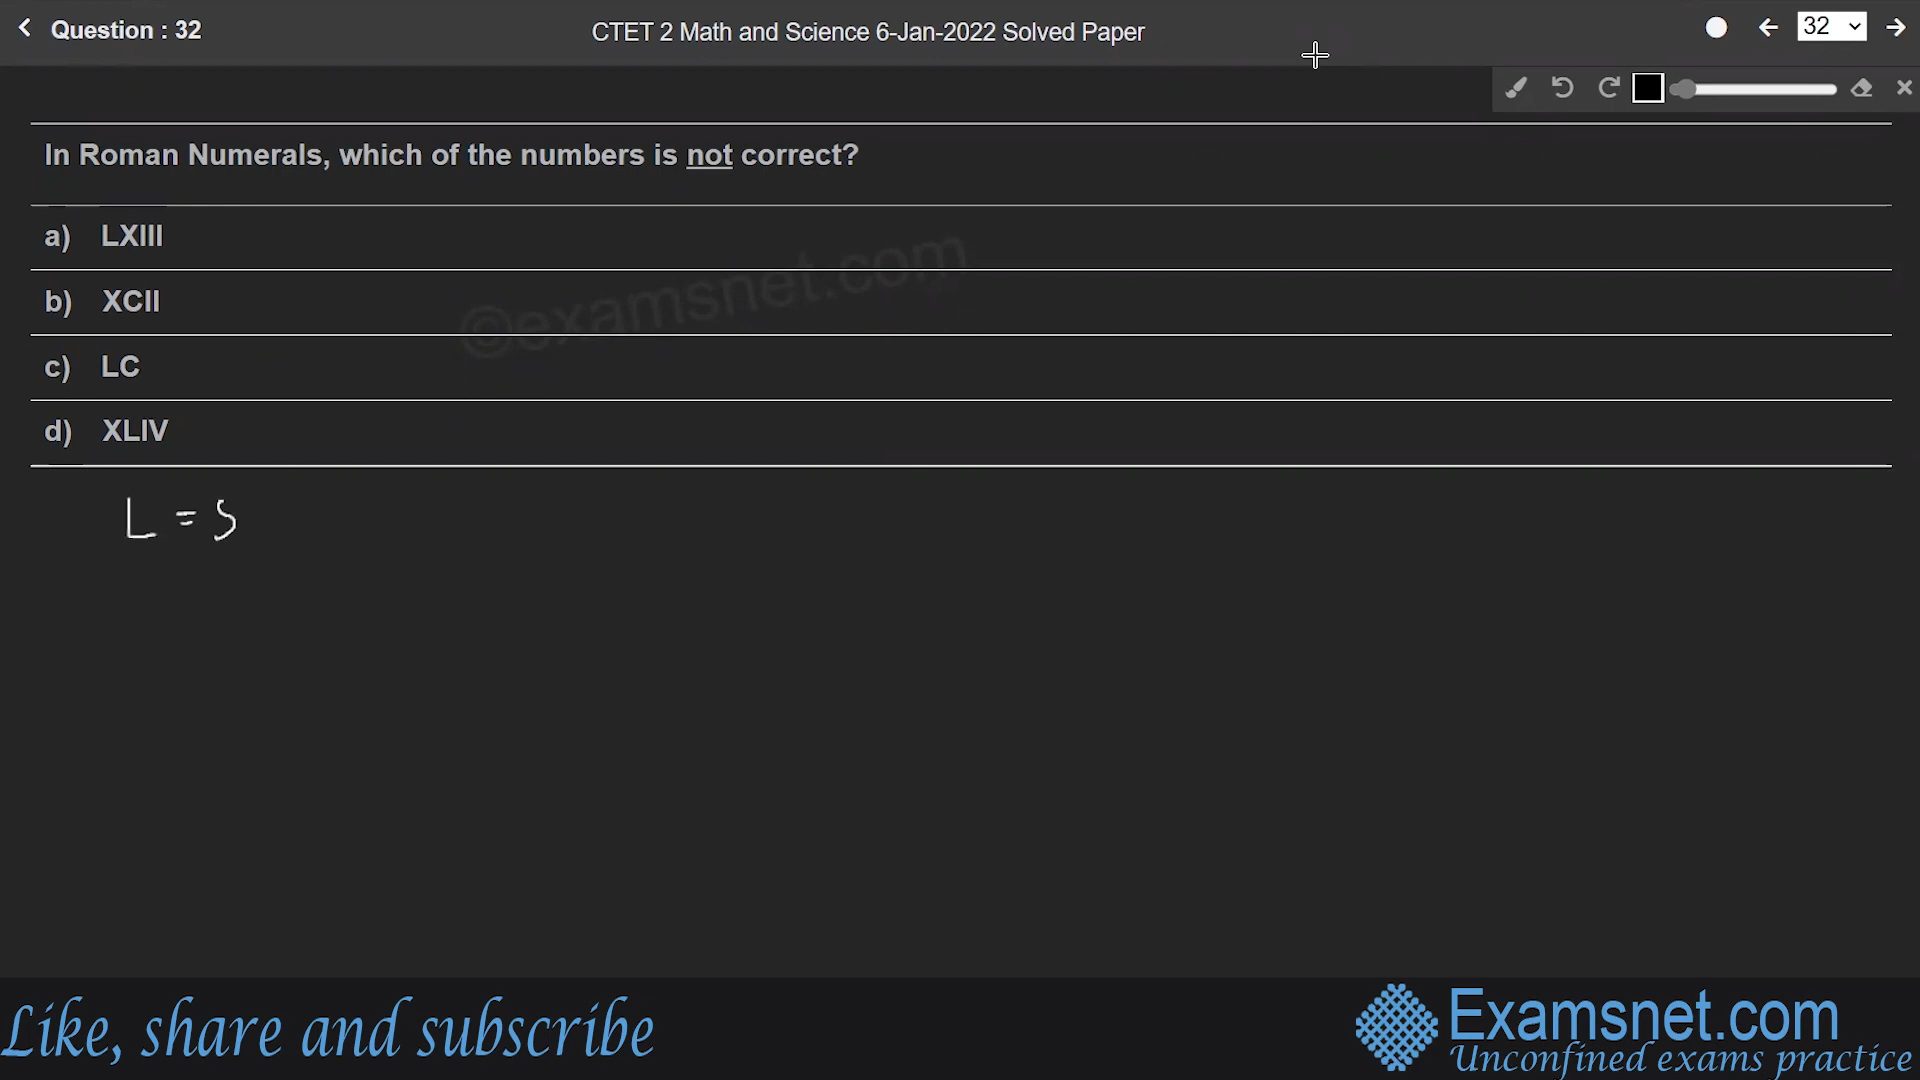 Question : 32
CTET 2 Math and Science 6-Jan-2022 Solved Paper
32
In Roman Numerals, which of the numbers is not correct?
a) LXIII
b) XCII
c) LC
d) XLIV
©examsnet.com
L = S
Like, share and subscribe
Examsnet.com
Unconfined exams practice